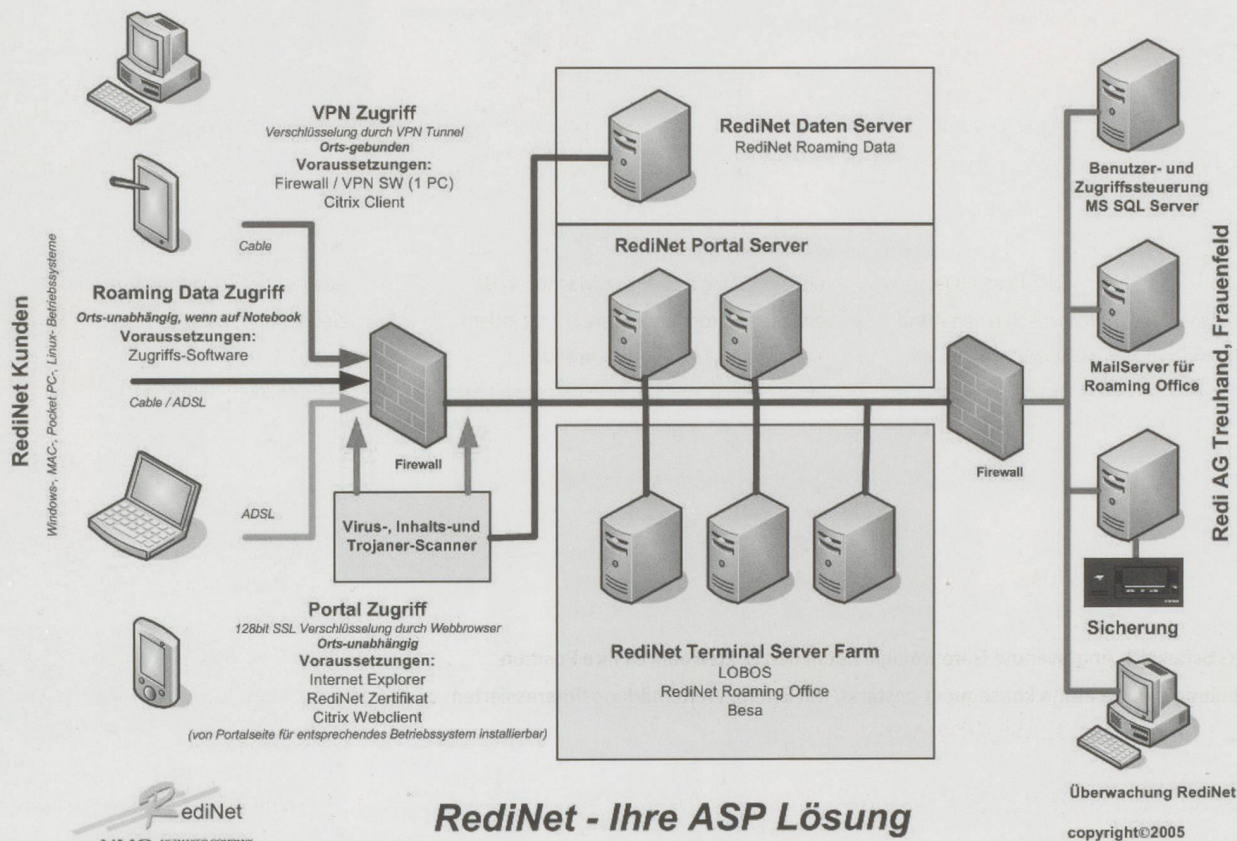 RediNet Kunden
Windows-, MAC-, Pocket PC-, Linux- Betriebssysteme
VPN Zugriff
Verschlüsselung durch VPN Tunnel
Orts-gebunden
Voraussetzungen:
Firewall / VPN SW (1 PC)
Citrix Client
Cable
Roaming Data Zugriff
Orts-unabhängig, wenn auf Notebook
Voraussetzungen:
Zugriffs-Software
Cable / ADSL
ADSL
Firewall
Virus-, Inhalts-und
Trojaner-Scanner
Portal Zugriff
128bit SSL Verschlüsselung durch Webbrowser
Orts-unabhängig
Voraussetzungen:
Internet Explorer
RediNet Zertifikat
Citrix Webclient
(von Portalseite für entsprechendes Betriebssystem installierbar)
RediNet Daten Server
RediNet Roaming Data
RediNet Portal Server
RediNet Terminal Server Farm
LOBOS
RediNet Roaming Office
Besa
Firewall
Benutzer- und
Zugriffssteuerung
MS SQL Server
MailServer für
Roaming Office
Sicherung
Überwachung RediNet
Redi AG Treuhand, Frauenfeld
RediNet
RediNet - Ihre ASP Lösung
copyright©2005